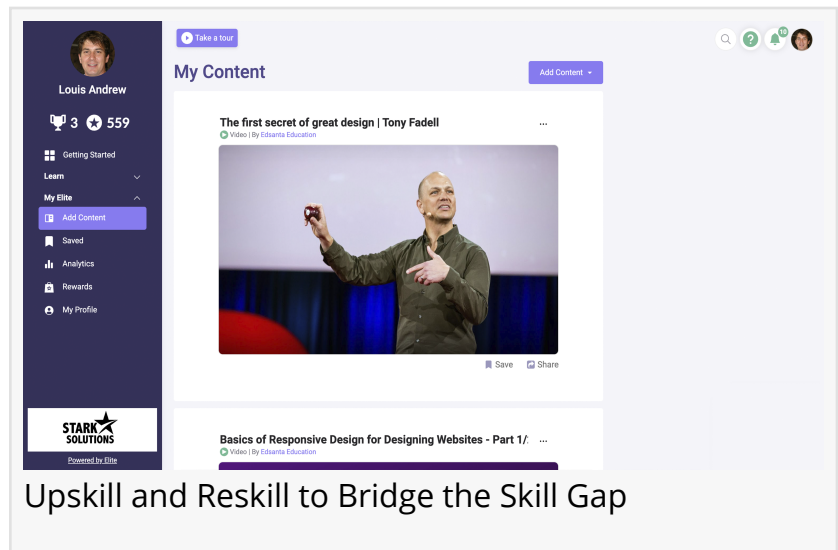 Take a tour
10
My Content
Add Content
Louis Andrew
3 559
Getting Started
Learn
My Elite
Add Content
Saved
Analytics
Rewards
My Profile
STARK
SOLUTIONS
Powered by Elite
The first secret of great design | Tony Fadell
...
Video | By Edsanta Education
Save Share
Basics of Responsive Design for Designing Websites - Part 1/
...
Video | By Edsanta Education
Upskill and Reskill to Bridge the Skill Gap